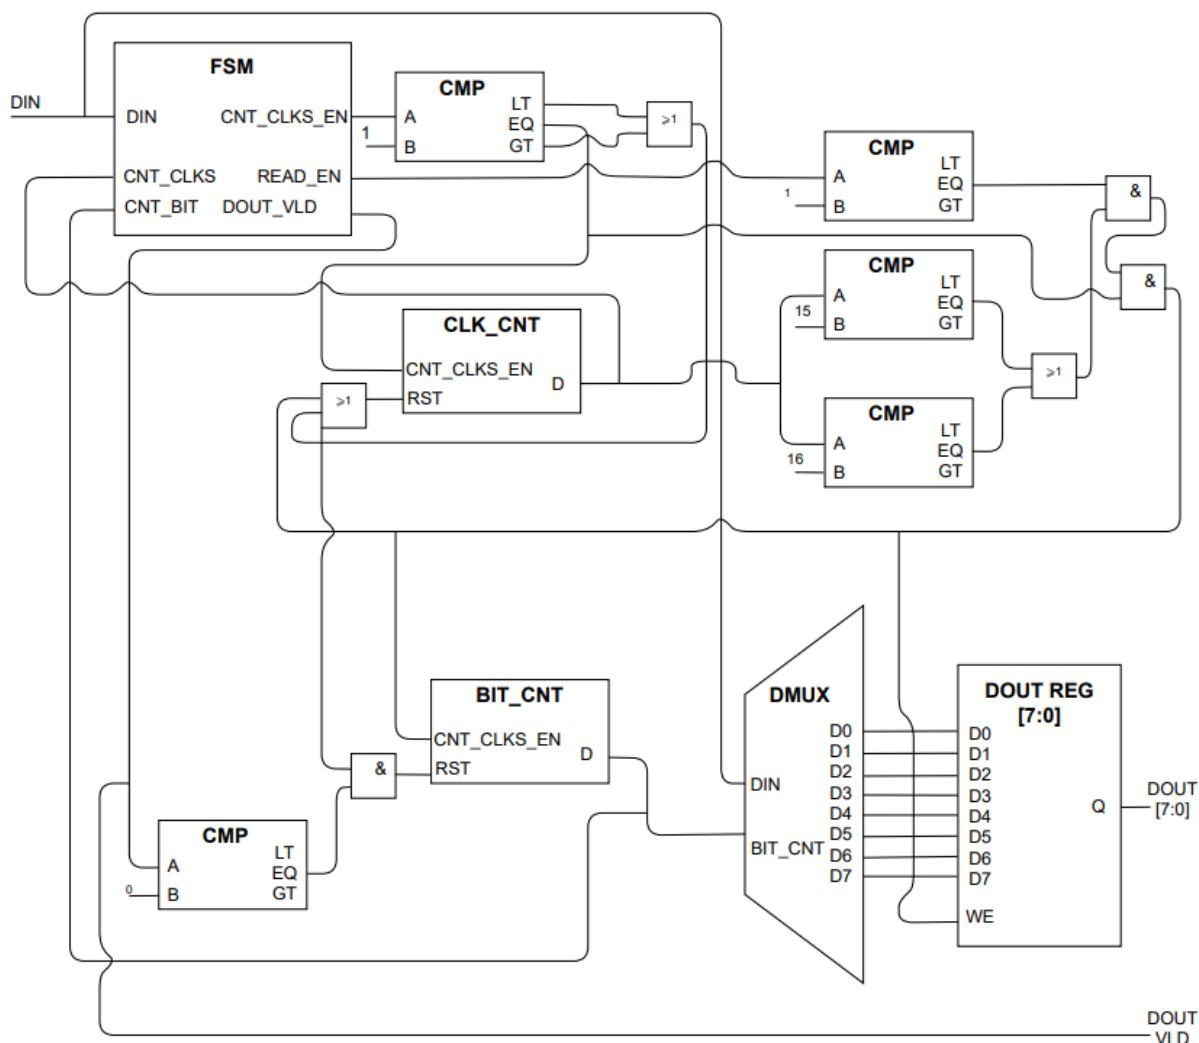 FSM
DIN
DIN
CNT_CLKS_EN
CNT_CLKS
READ_EN
CNT_BIT
DOUT_VLD
CMP
LT
A
EQ
1
B
GT
≥1
CMP
LT
A
EQ
1
B
GT
&
CMP
LT
A
EQ
15
B
GT
&
CLK_CNT
CNT_CLKS_EN
D
RST
≥1
≥1
CMP
LT
A
EQ
16
B
GT
BIT_CNT
CNT_CLKS_EN
D
RST
&
CMP
LT
A
EQ
0
B
GT
DMUX
D0
D1
D2
D3
D4
D5
D6
D7
DIN
BIT_CNT
DOUT REG
[7:0]
D0
D1
D2
D3
D4
D5
D6
D7
WE
Q
DOUT
[7:0]
DOUT
VLD